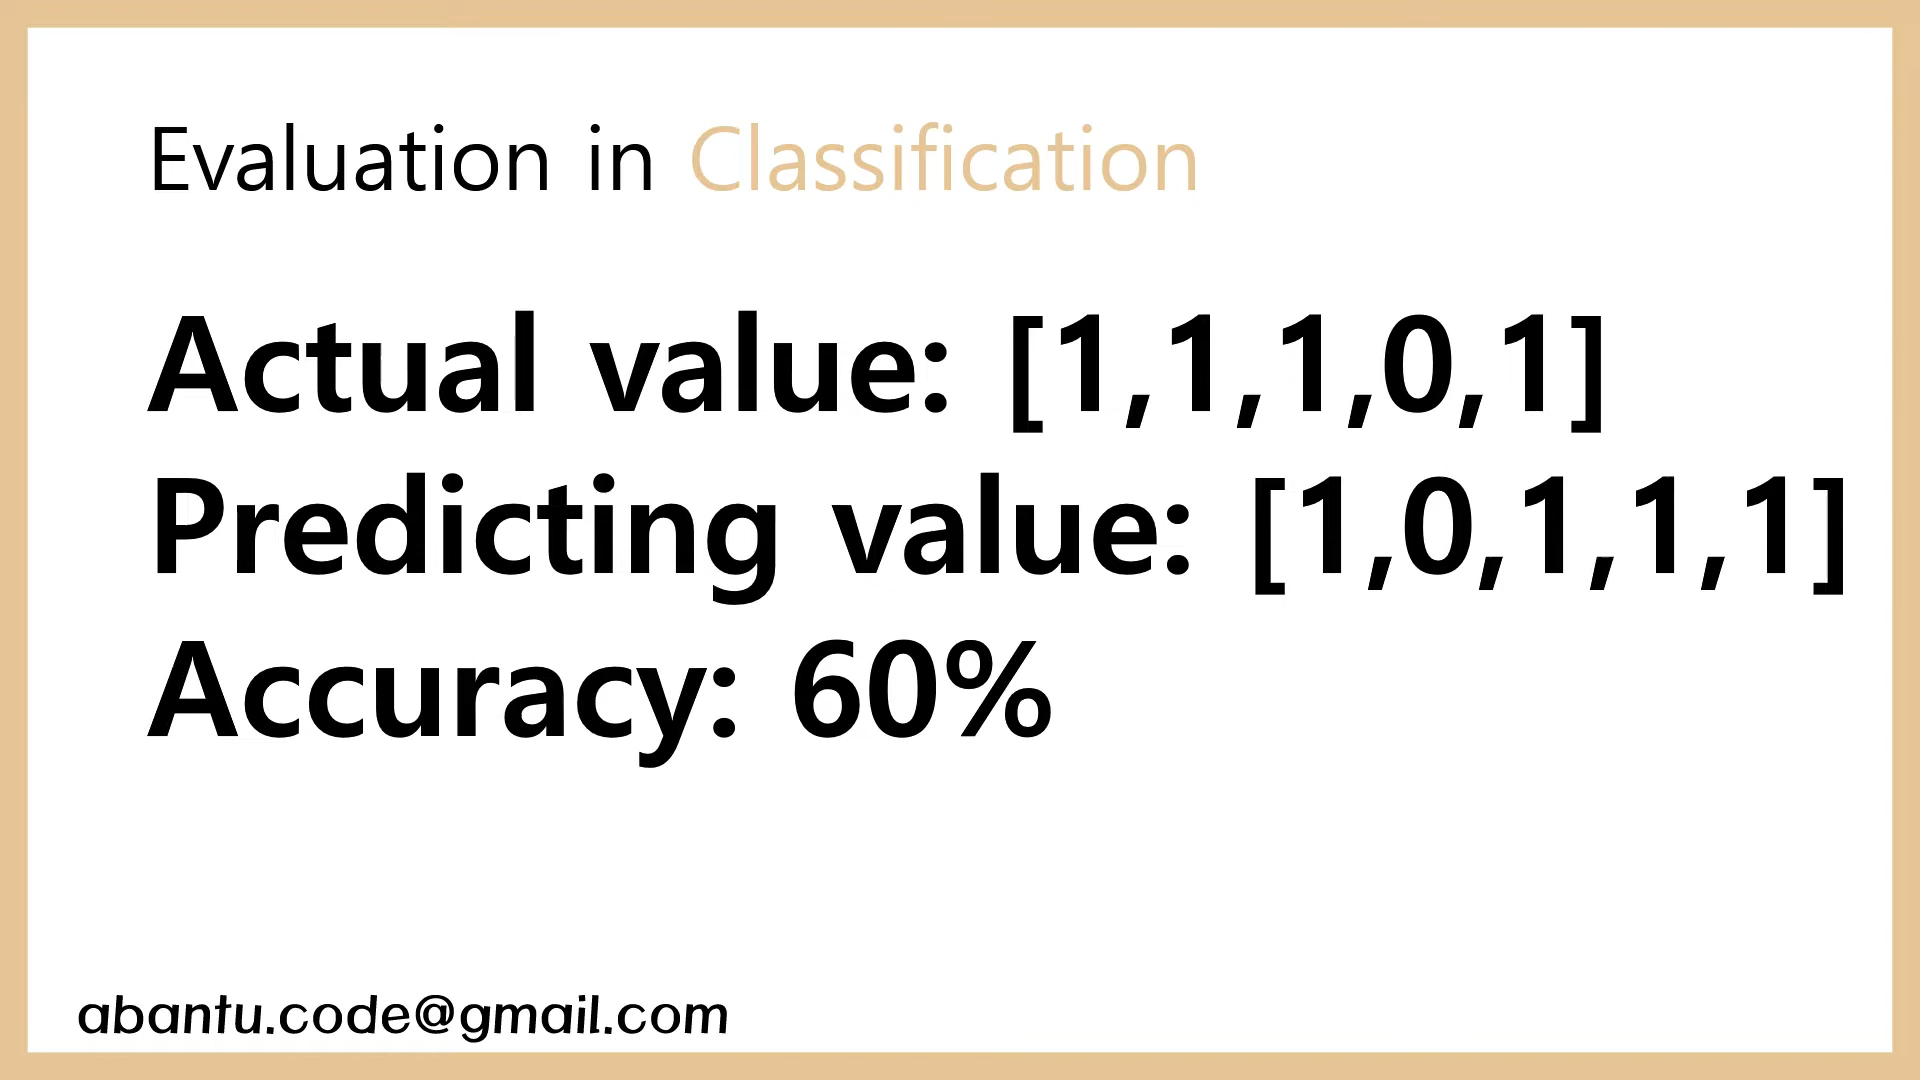 Evaluation in Classification
Actual value: [1,1,1,0,1]
Predicting value: [1,0,1,1,1]
Accuracy: 60%
abantu.code@gmail.com